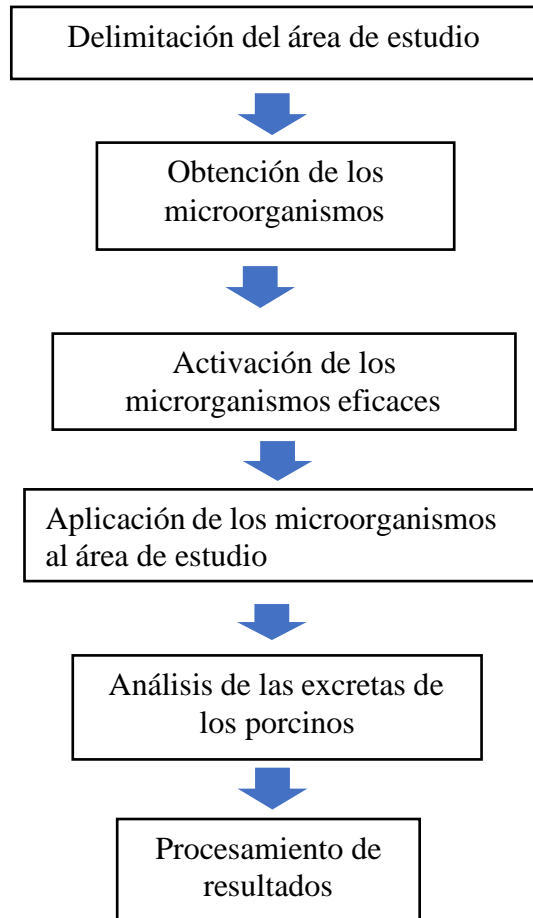 Delimitación del área de estudio
Obtención de los
microorganismos
Activación de los
microrganismos eficaces
Aplicación de los microorganismos
al área de estudio
Análisis de las excretas de
los porcinos
Procesamiento de
resultados